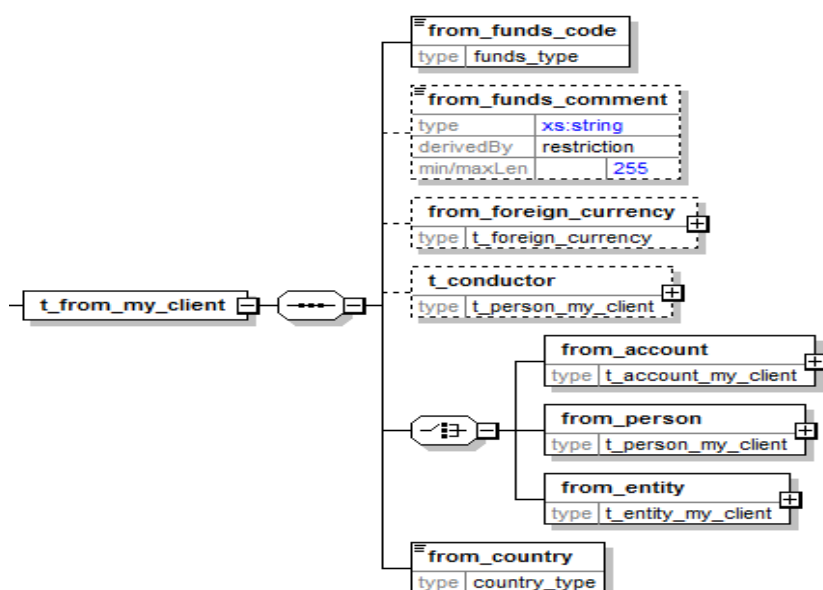 from_funds_code
type funds_type
from_funds_comment
type xs:string
derivedBy restriction
min/maxLen 255
from_foreign_currency
type t_foreign_currency
t_from_my_client
t_conductor
type t_person_my_client
from_account
type t_account_my_client
from_person
type t_person_my_client
from_entity
type t_entity_my_client
from_country
type country_type